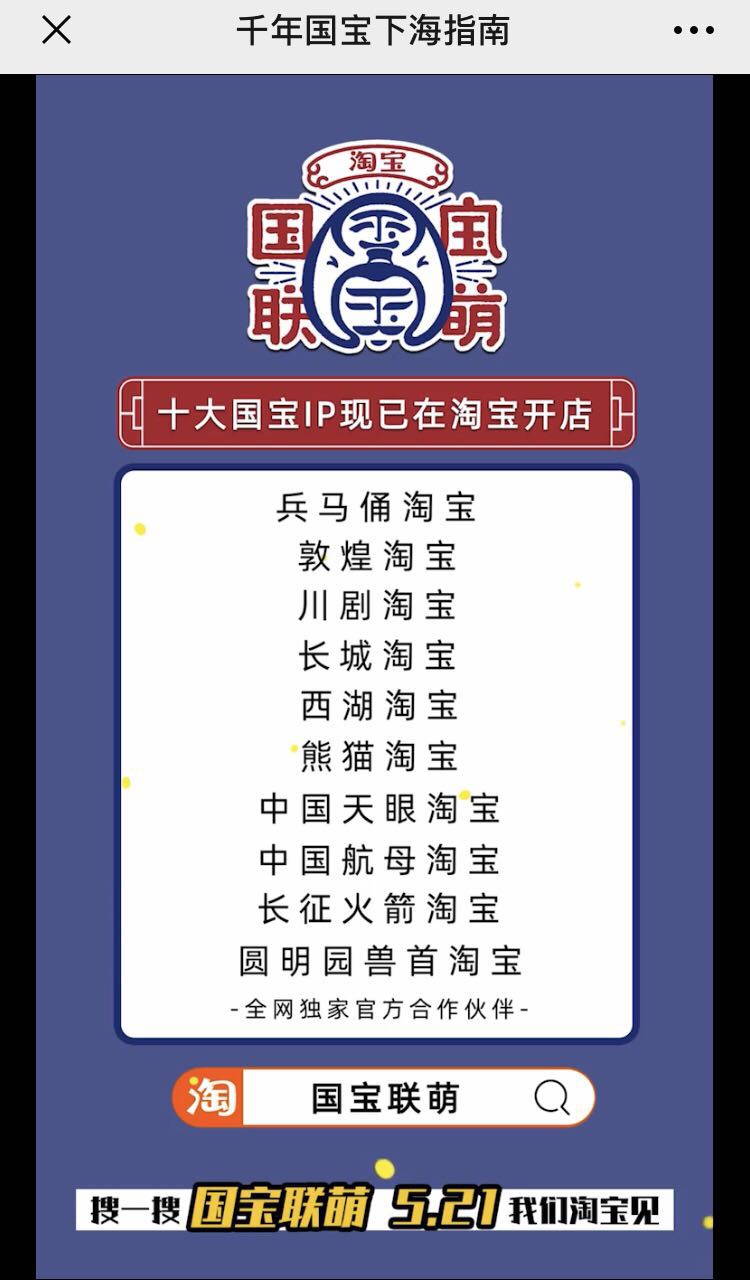 千年国宝下海指南
淘宝
国宝
联萌
十大国宝IP现已在淘宝开店
兵马俑淘宝
敦煌淘宝
川剧淘宝
长城淘宝
西湖淘宝
熊猫淘宝
中国天眼淘宝
中国航母淘宝
长征火箭淘宝
圆明园兽首淘宝
-全网独家官方合作伙伴-
淘 国宝联萌
搜一搜 国宝联萌 5.21 我们淘宝见